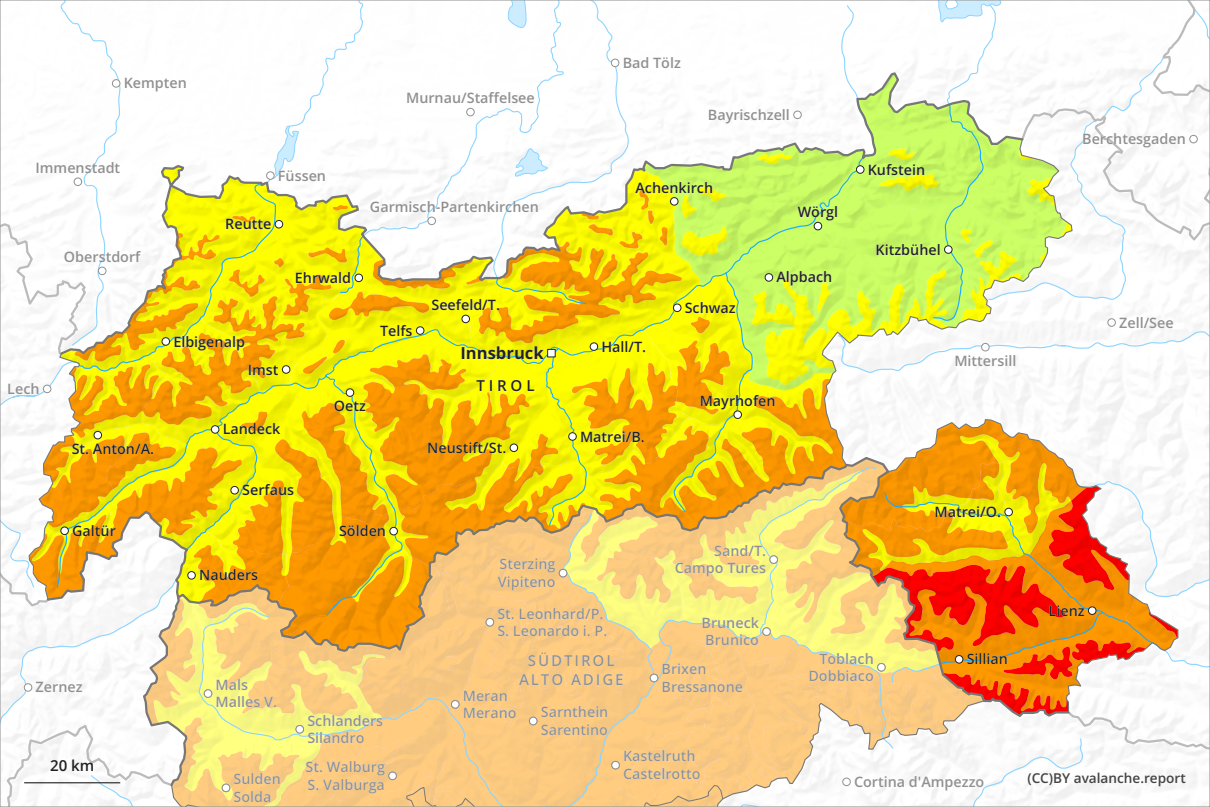 Bad Tölz
Kempten
Murnau/Staffelsee
Bayrischzell
Berchtesgaden
Immenstadt
Füssen
Kufstein
Achenkirch
Garmisch-Partenkirchen
Wörgl
Reutte
Kitzbühel
Oberstdorf
Ehrwald
Alpbach
Seefeld/T.
Schwaz
Zell/See
Telfs
Elbigenalp
Innsbruck
Hall/T.
Mittersill
Imst
TIROL
Lech
Oetz
Mayrhofen
Landeck
Matrei/B.
St. Anton/A.
Neustift/St.
Serfaus
Matrei/O.
Galtür
Sölden
Sand/T.
Campo Tures
Sterzing
Vipiteno
Nauders
St. Leonhard/P.
S. Leonardo i. P.
Lienz
Bruneck
Brunico
SÜDTIROL
ALTO ADIGE
Sillian
Toblach
Dobbiaco
Brixen
Bressanone
Zernez
Mals
Malles V.
Meran
Merano
Sarnthein
Sarentino
Schlanders
Silandro
Kastelruth
Castelrotto
St. Walburg
S. Valburga
20 km
Sulden
Solda
Cortina d'Ampezzo
(CC)BY avalanche.report